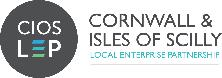 CIOS
LEP
CORNWALL &
ISLES OF SCILLY
LOCAL ENTERPRISE PARTNERSHIP